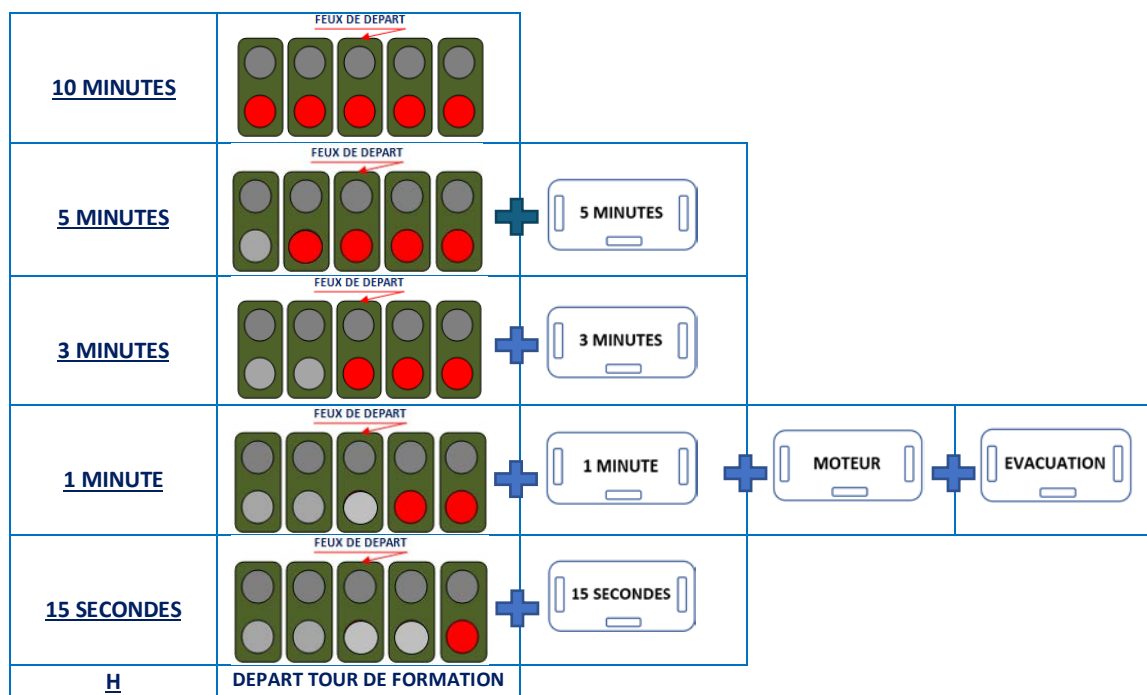 FEUX DE DEPART
10 MINUTES
FEUX DE DEPART
5 MINUTES
5 MINUTES
FEUX DE DEPART
3 MINUTES
3 MINUTES
FEUX DE DEPART
1 MINUTE
1 MINUTE
MOTEUR
EVACUATION
FEUX DE DEPART
15 SECONDES
15 SECONDES
H
DEPART TOUR DE FORMATION